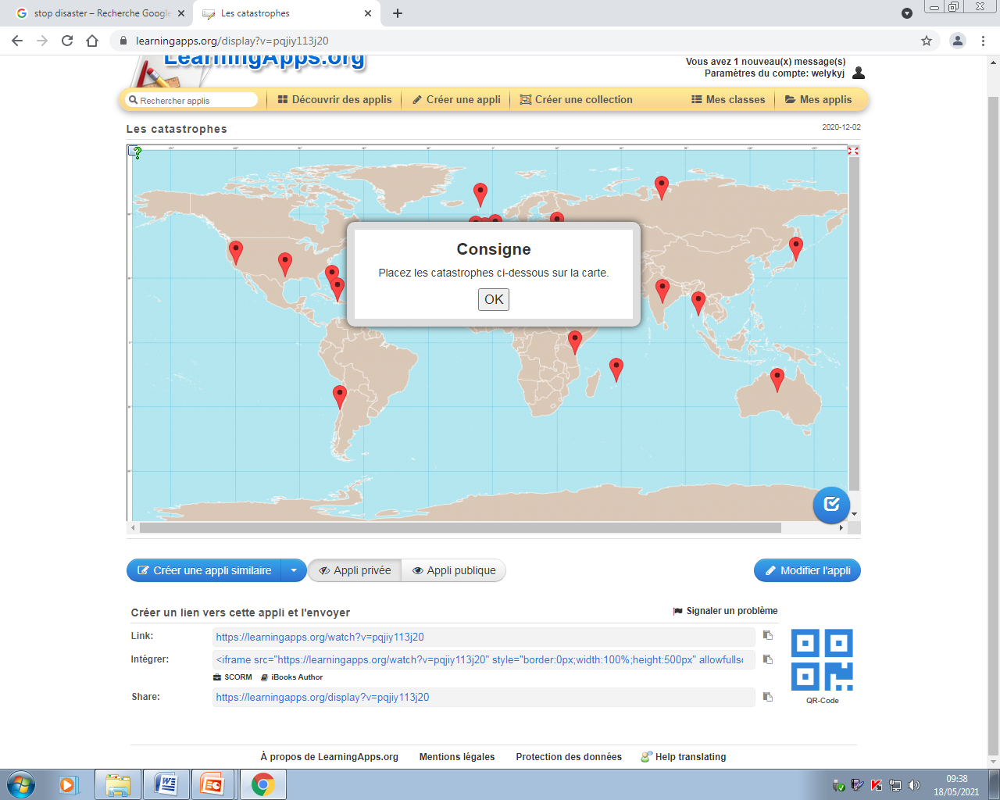 stop disaster – Recherche Google
Les catastrophes
learningapps.org/display?v=pqjiy113j20
LearningApps.org
Vous avez 1 nouveau(x) message(s)
Paramètres du compte: welykyj
Rechercher applis
Découvrir des applis
Créer une appli
Créer une collection
Mes classes
Mes applis
Les catastrophes
2020-12-02
Consigne
Placez les catastrophes ci-dessous sur la carte.
OK
Créer une appli similaire
Appli privée
Appli publique
Modifier l'appli
Créer un lien vers cette appli et l'envoyer
Signaler un problème
Link:
https://learningapps.org/watch?v=pqjiy113j20
Intégrer:
<iframe src="https://learningapps.org/watch?v=pqjiy113j20" style="border:0px;width:100%;height:500px" allowfullsc
SCORM
iBooks Author
Share:
https://learningapps.org/display?v=pqjiy113j20
QR-Code
À propos de LearningApps.org
Mentions légales
Protection des données
Help translating
09:38
18/05/2021